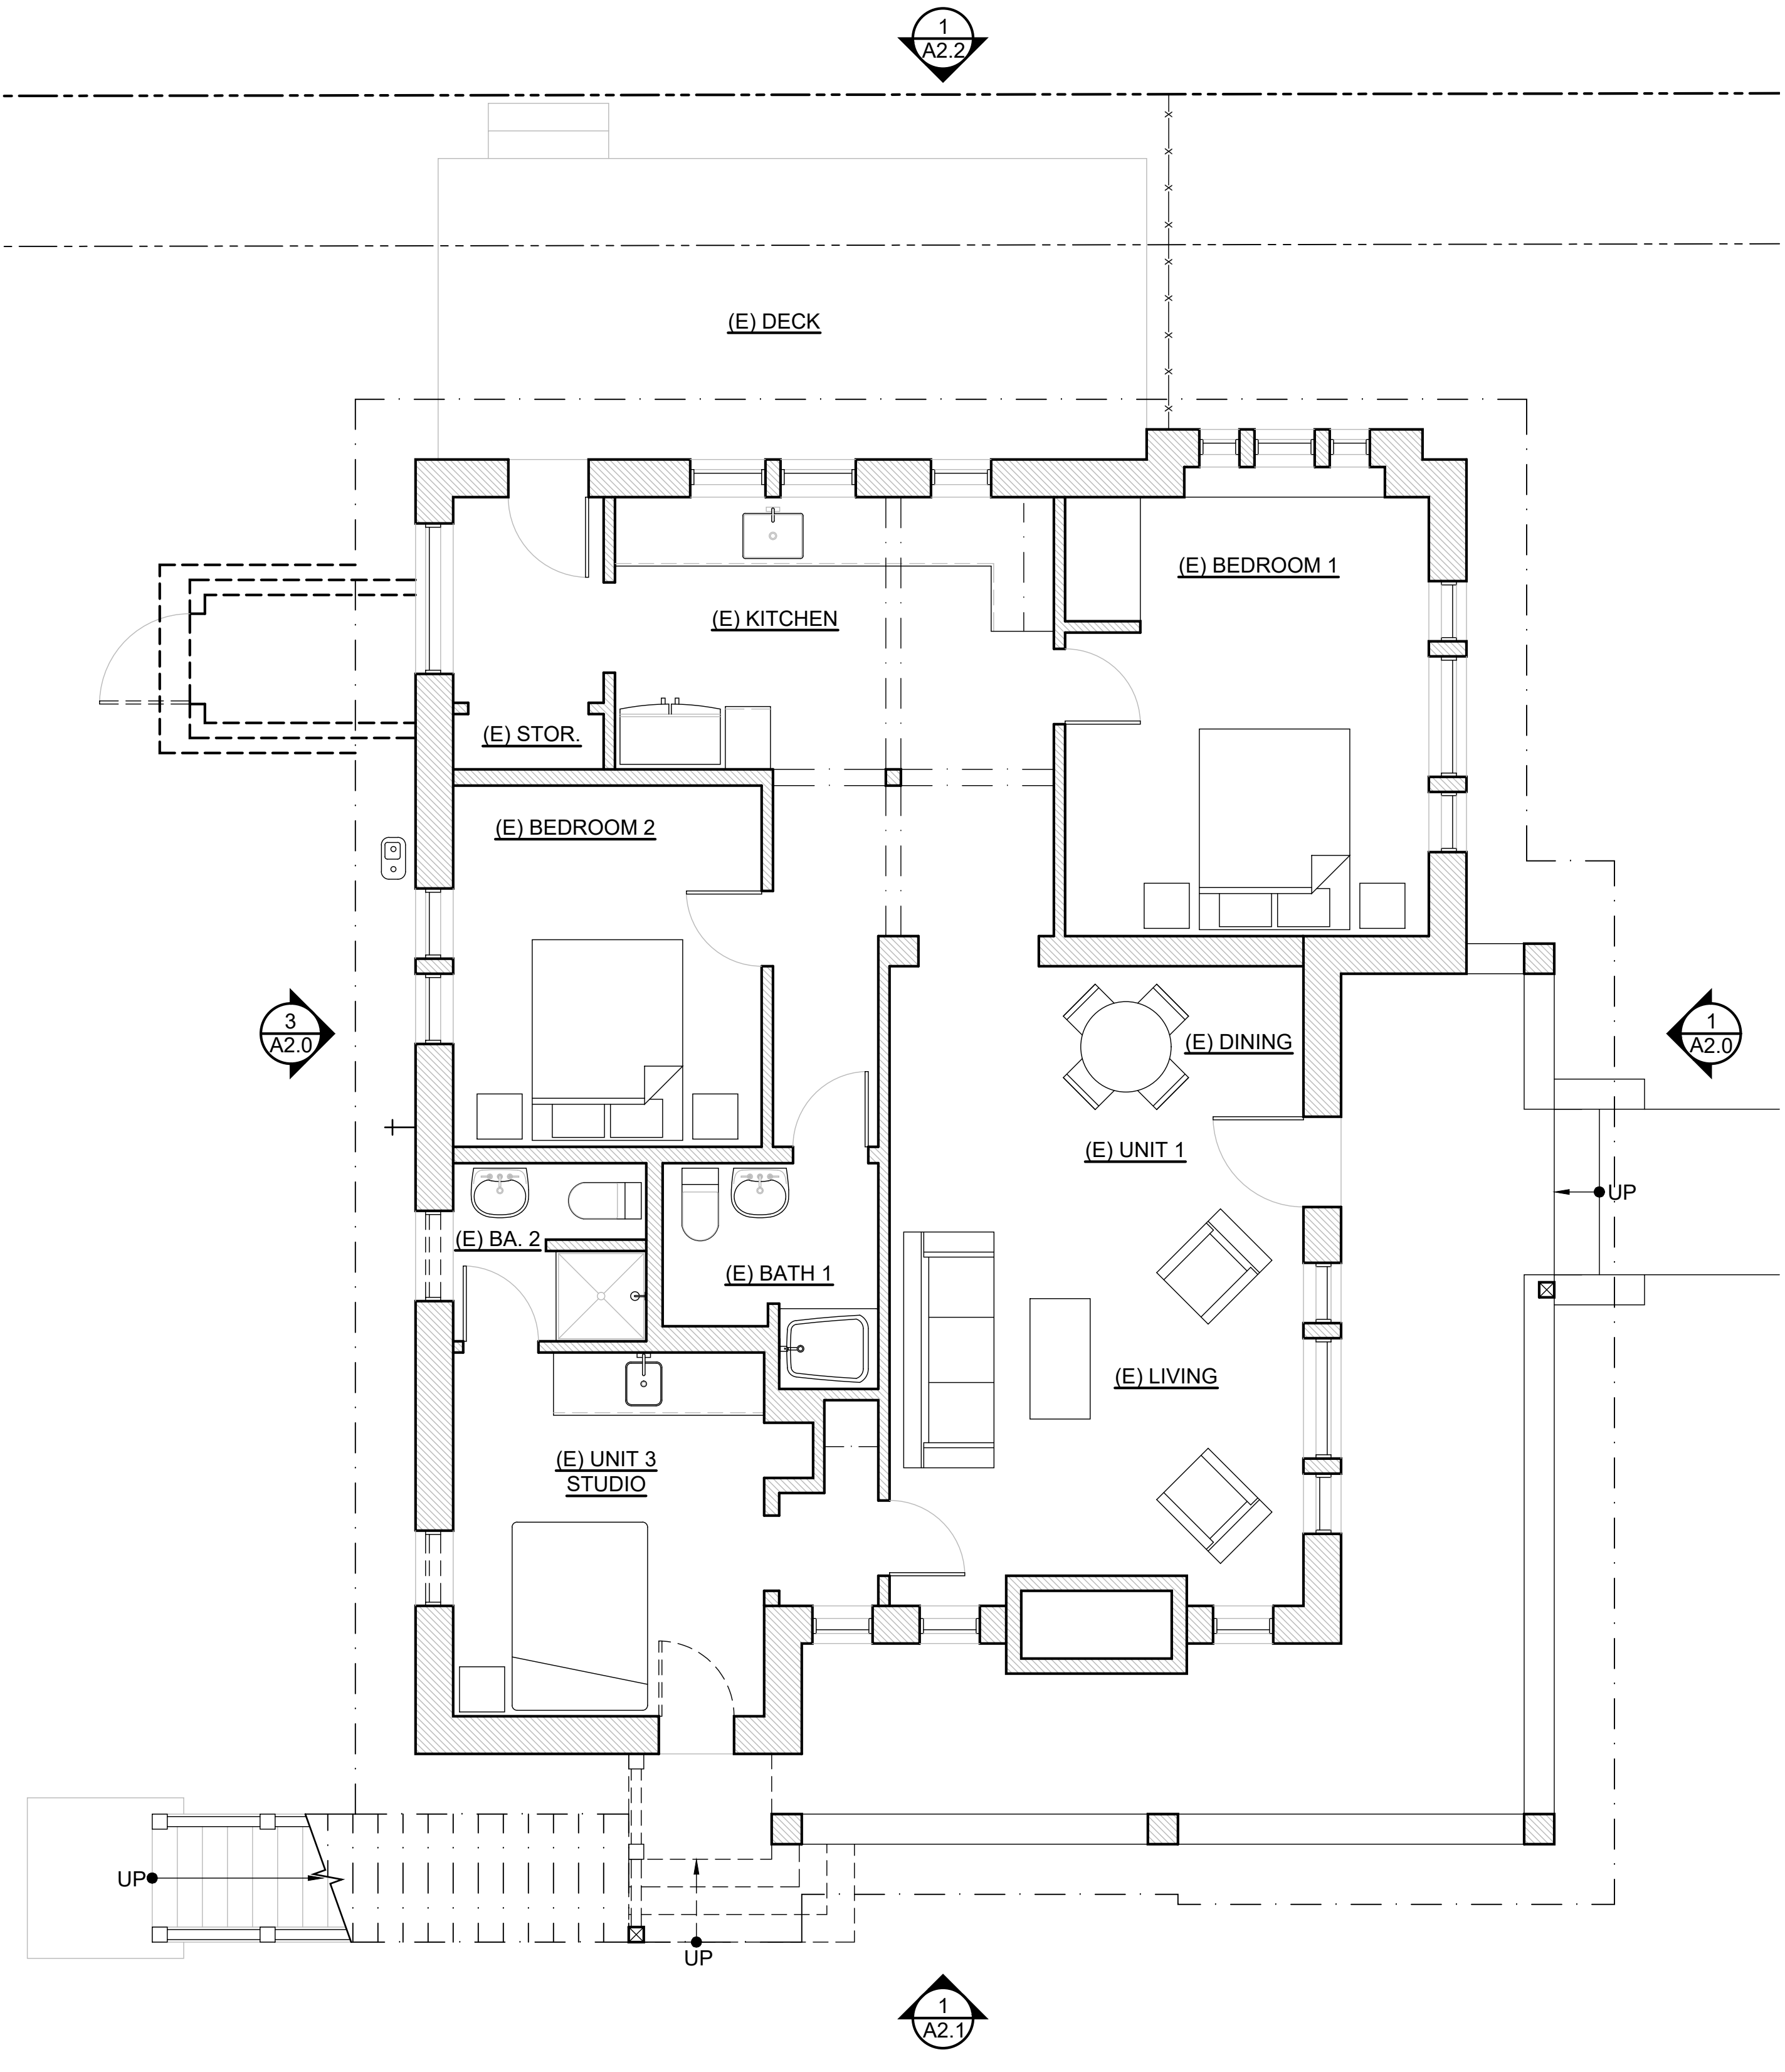 1
A2.2
(E) DECK
(E) BEDROOM 1
(E) KITCHEN
(E) STOR.
(E) BEDROOM 2
3
A2.0
(E) DINING
1
A2.0
(E) UNIT 1
UP
(E) BA. 2
(E) BATH 1
(E) LIVING
(E) UNIT 3
STUDIO
UP
UP
1
A2.1